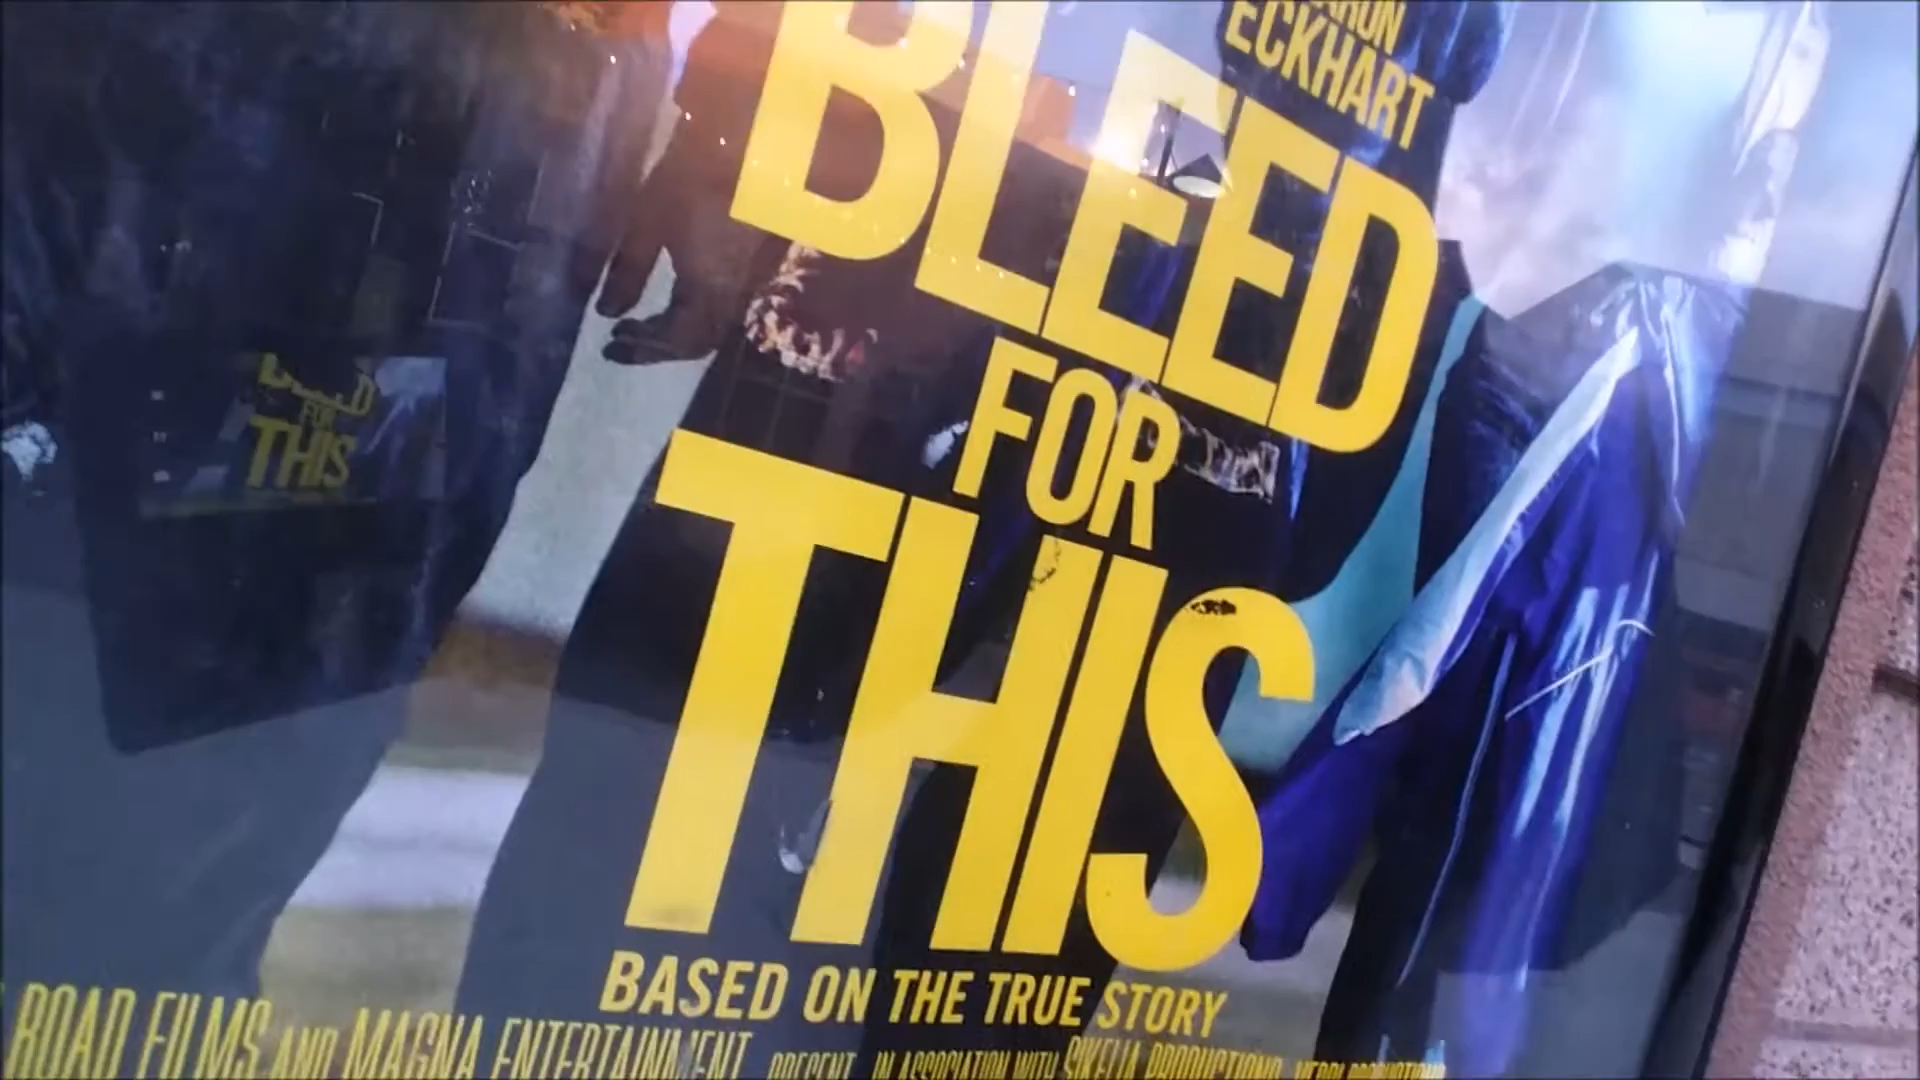 ECKHART
BLEED
FOR
THIS
FOR
THIS
BASED ON THE TRUE STORY
ROAD FILMS AND MAGNA ENTERTAINMENT PRESENT IN ASSOCIATION WITH SIKELIA PRODUCTIONS